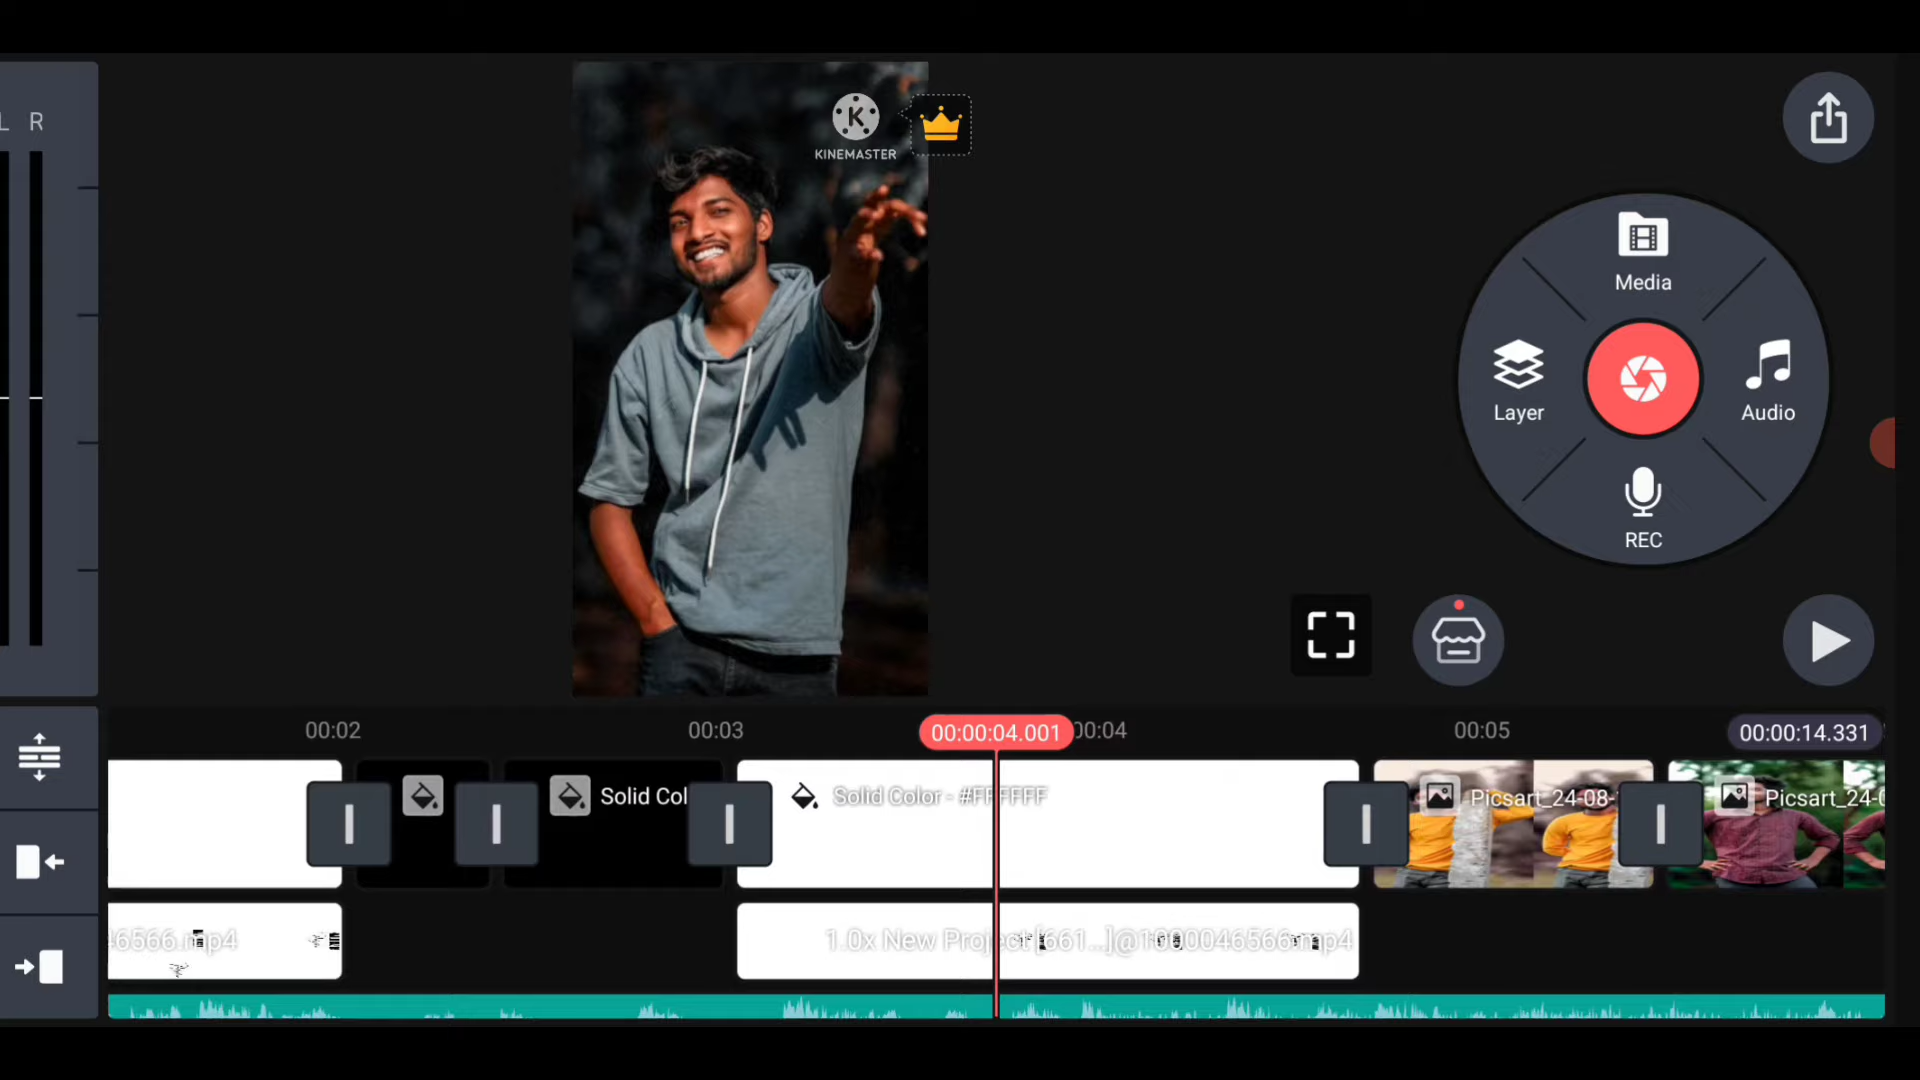 L R
K
KINEMASTER
Media
Layer
Audio
REC
00:02
00:03
00:00:04.001
00:04
00:05
00:00:14.331
Solid Col
Solid Color - #FFFFFF
Picsart_24-08-
Picsart_24-0
46566.mp4
1.0x New Project [661...]@1000046566.mp4